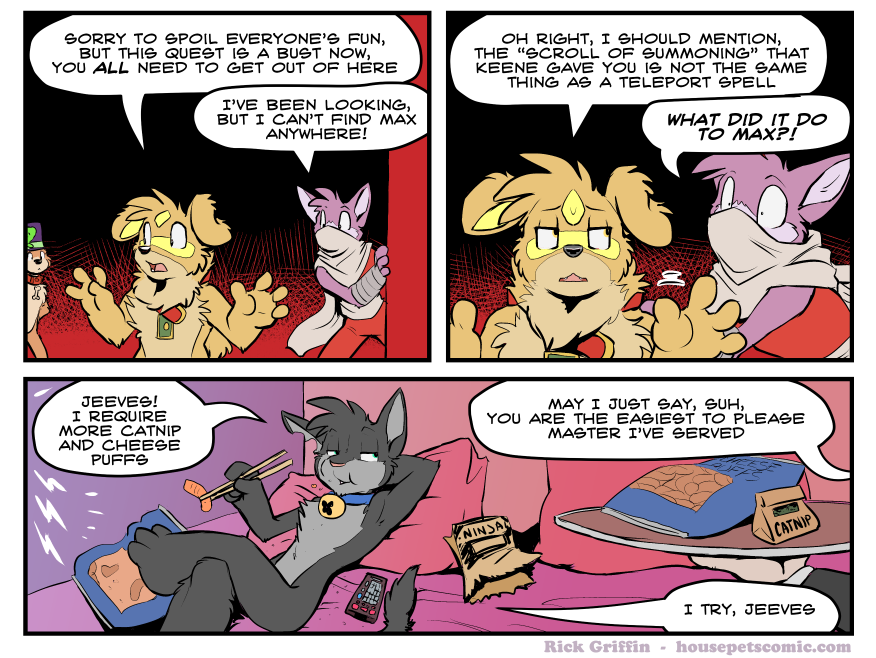 SORRY TO SPOIL EVERYONE'S FUN,
BUT THIS QUEST IS A BUST NOW,
YOU ALL NEED TO GET OUT OF HERE
I'VE BEEN LOOKING,
BUT I CAN'T FIND MAX
ANYWHERE!
OH RIGHT, I SHOULD MENTION,
THE "SCROLL OF SUMMONING" THAT
KEENE GAVE YOU IS NOT THE SAME
THING AS A TELEPORT SPELL
WHAT DID IT DO
TO MAX?!
JEEVES!
I REQUIRE
MORE CATNIP
AND CHEESE
PUFFS
MAY I JUST SAY, SUH,
YOU ARE THE EASIEST TO PLEASE
MASTER I'VE SERVED
NINJA
CATNIP
I TRY, JEEVES
Rick Griffin - housepetscomic.com